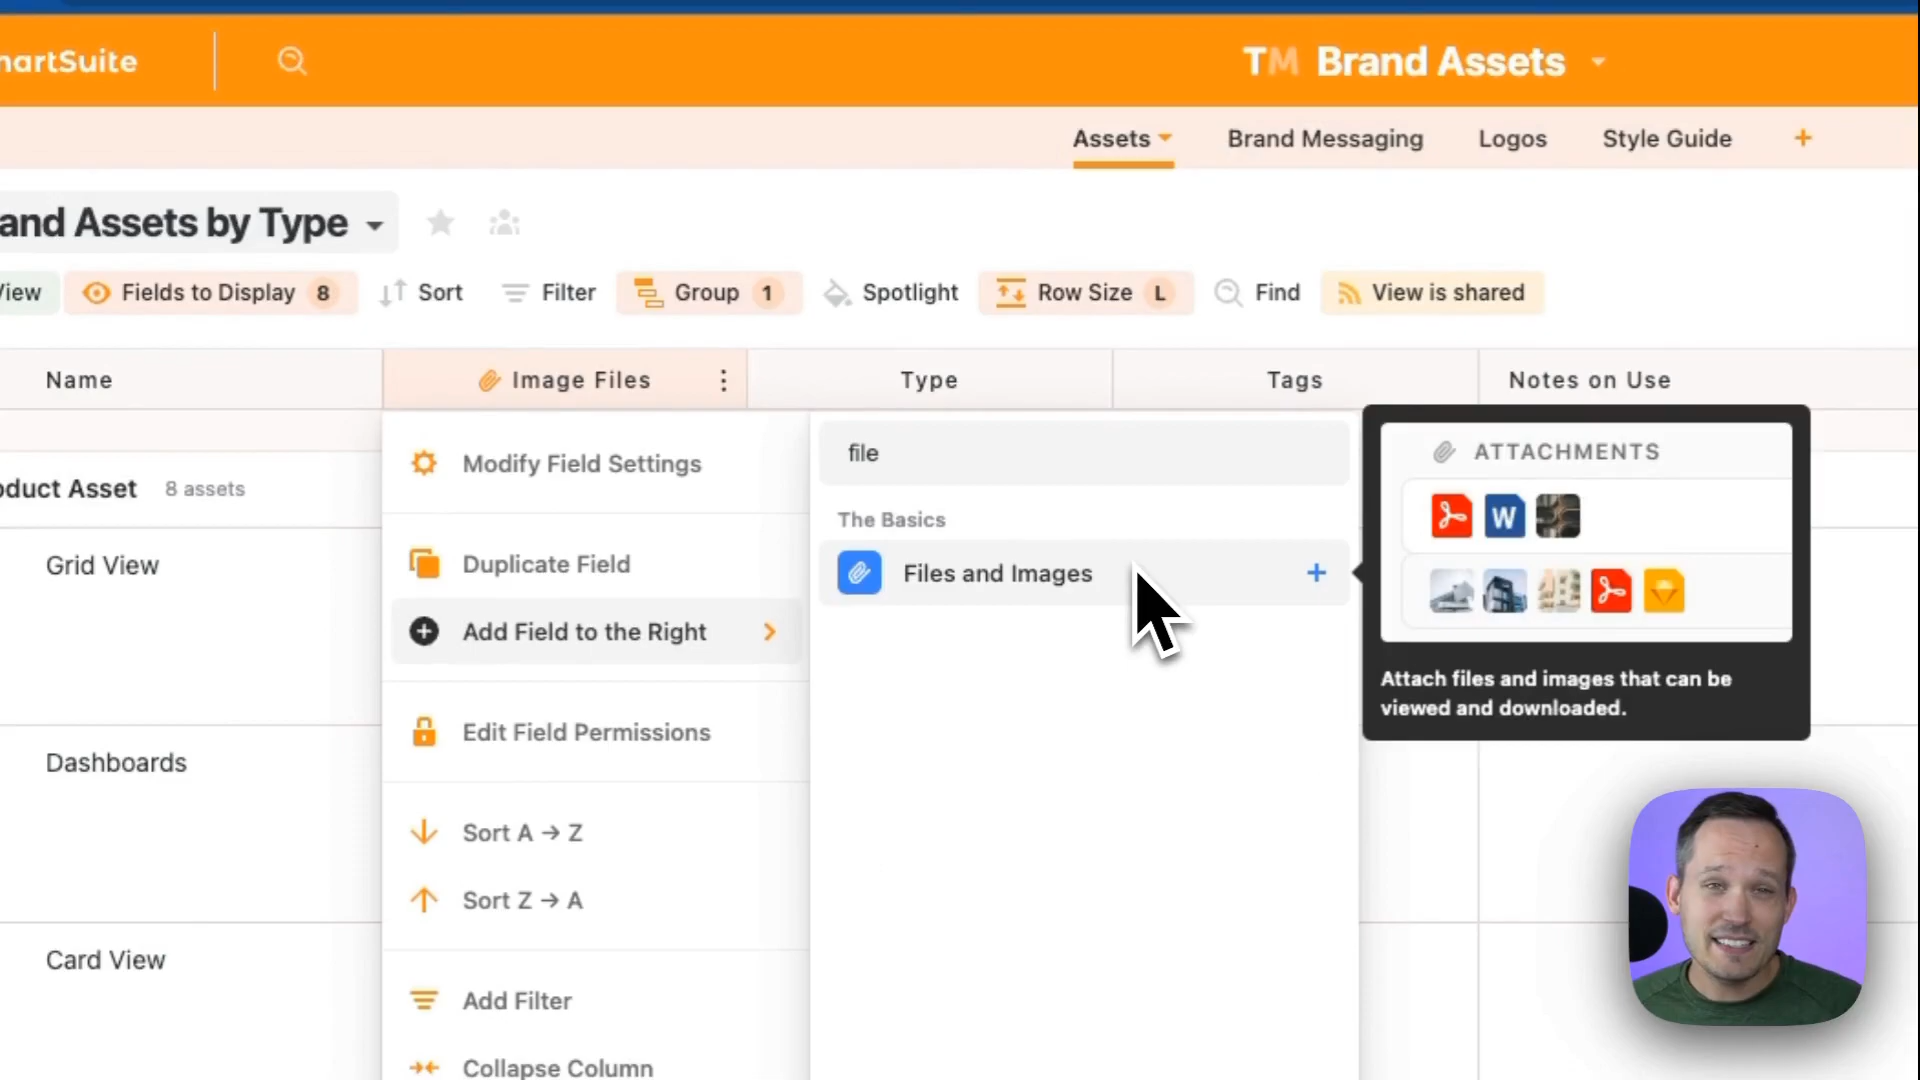 martSuite
TM Brand Assets
Assets
Brand Messaging
Logos
Style Guide
+
and Assets by Type
View
Fields to Display 8
Sort
Filter
Group 1
Spotlight
Row Size L
Find
View is shared
Name
Image Files
Type
Tags
Notes on Use
oduct Asset 8 assets
Grid View
Dashboards
Card View
Modify Field Settings
Duplicate Field
Add Field to the Right
Edit Field Permissions
Sort A → Z
Sort Z → A
Add Filter
Collapse Column
file
The Basics
Files and Images
+
ATTACHMENTS
W
Attach files and images that can be
viewed and downloaded.